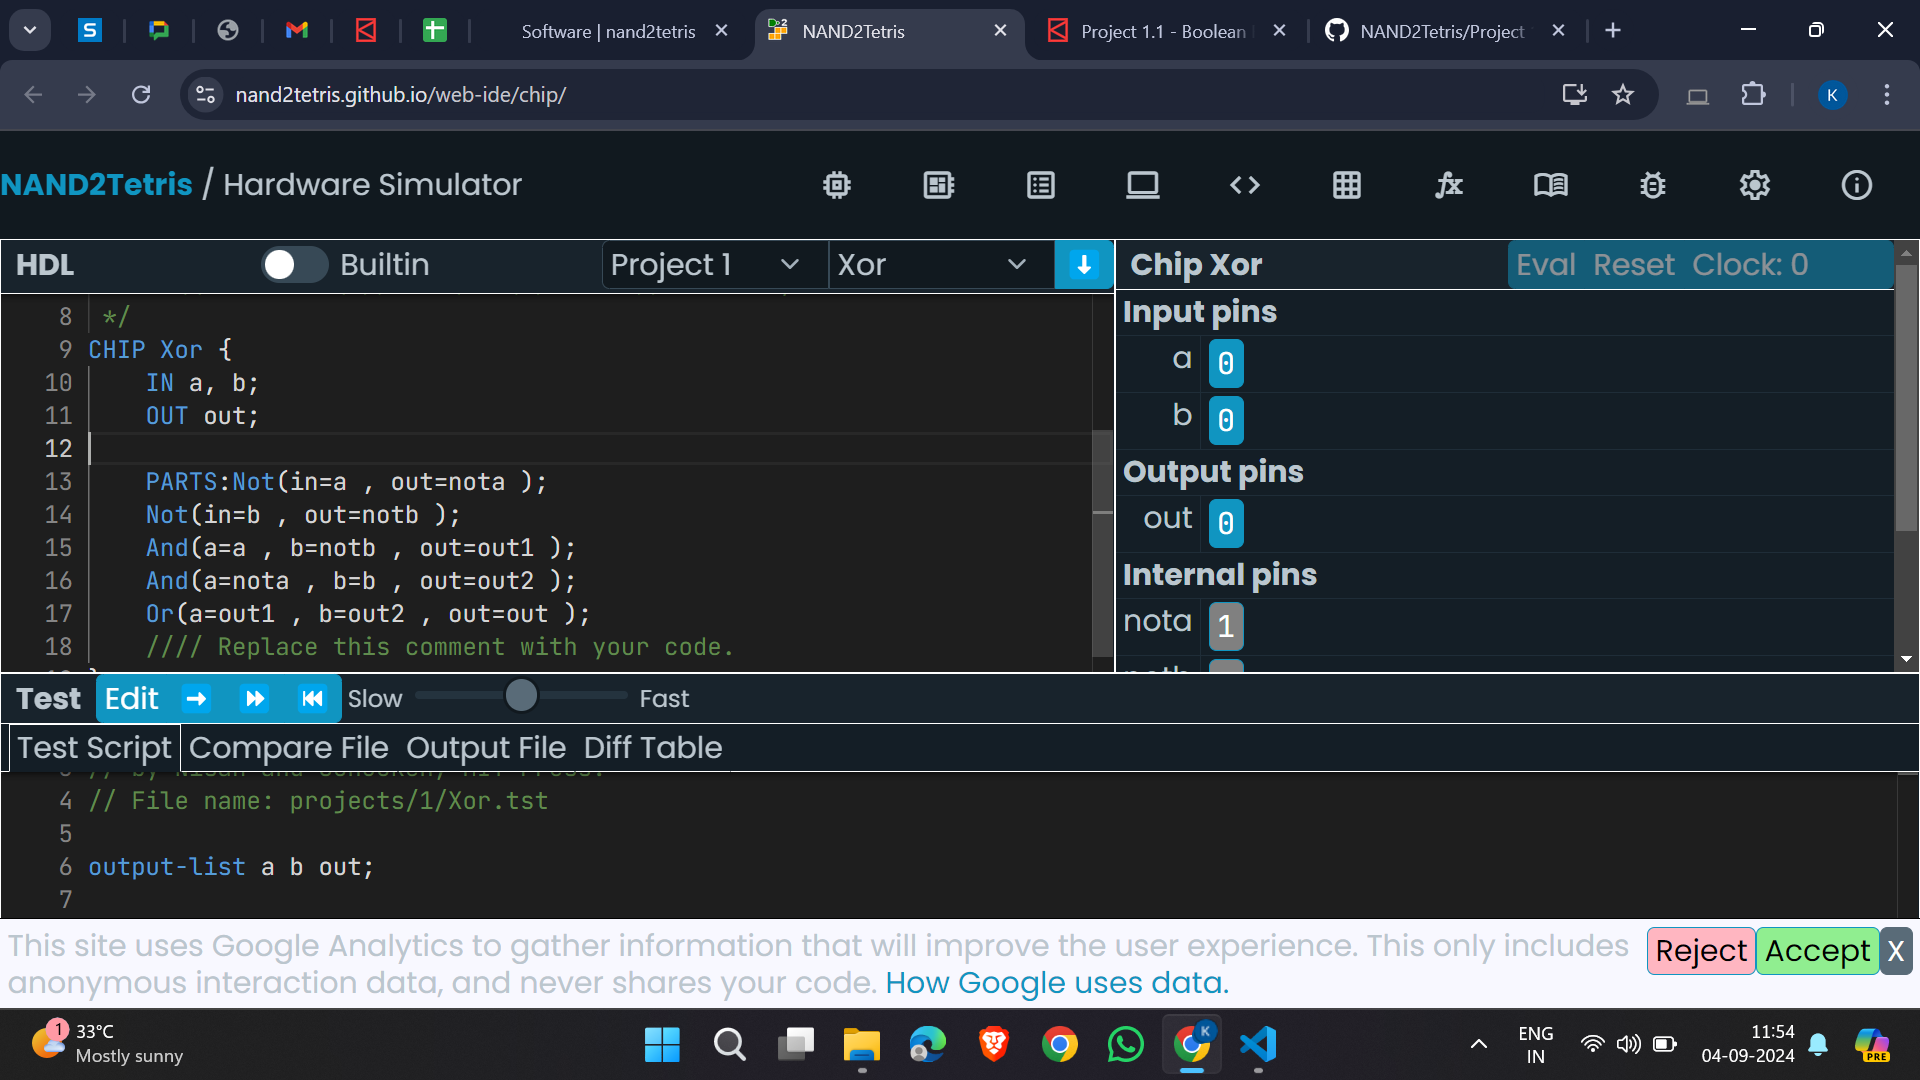 Software | nand2tetris
NAND2Tetris
Project 1.1 - Boolean
NAND2Tetris/Project
nand2tetris.github.io/web-ide/chip/
K
NAND2Tetris / Hardware Simulator
HDL
Builtin
Project 1
Xor
Chip Xor
Eval Reset Clock: 0
8 */
9 CHIP Xor {
10 IN a, b;
11 OUT out;
12
13 PARTS:Not(in=a , out=nota );
14 Not(in=b , out=notb );
15 And(a=a , b=notb , out=out1 );
16 And(a=nota , b=b , out=out2 );
17 Or(a=out1 , b=out2 , out=out );
18 //// Replace this comment with your code.
Input pins
a 0
b 0
Output pins
out 0
Internal pins
nota 1
Test Edit Slow Fast
Test Script Compare File Output File Diff Table
4 // File name: projects/1/Xor.tst
5
6 output-list a b out;
7
This site uses Google Analytics to gather information that will improve the user experience. This only includes
anonymous interaction data, and never shares your code. How Google uses data.
Reject Accept X
1
33°C
Mostly sunny
K
ENG
IN
11:54
04-09-2024
PRE